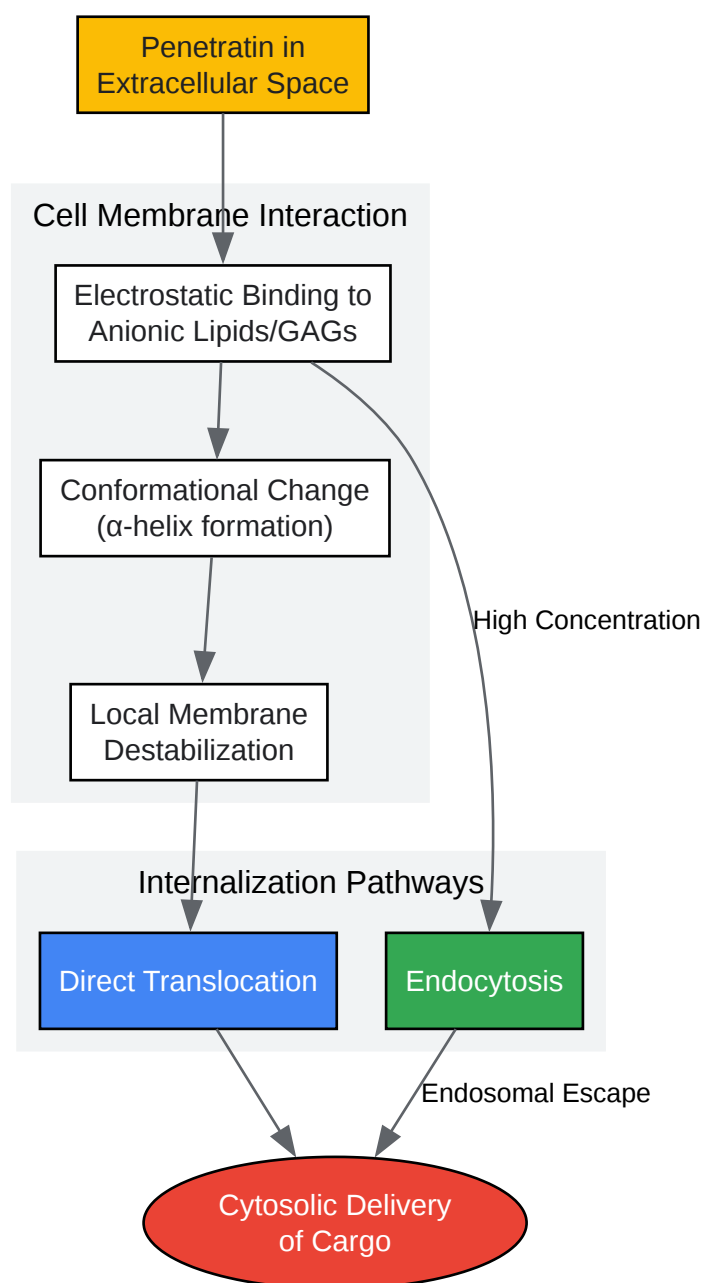 Penetratin in
Extracellular Space
Cell Membrane Interaction
Electrostatic Binding to
Anionic Lipids/GAGs
Conformational Change
(α-helix formation)
High Concentration
Local Membrane
Destabilization
Internalization Pathways
Direct Translocation
Endocytosis
Endosomal Escape
Cytosolic Delivery
of Cargo